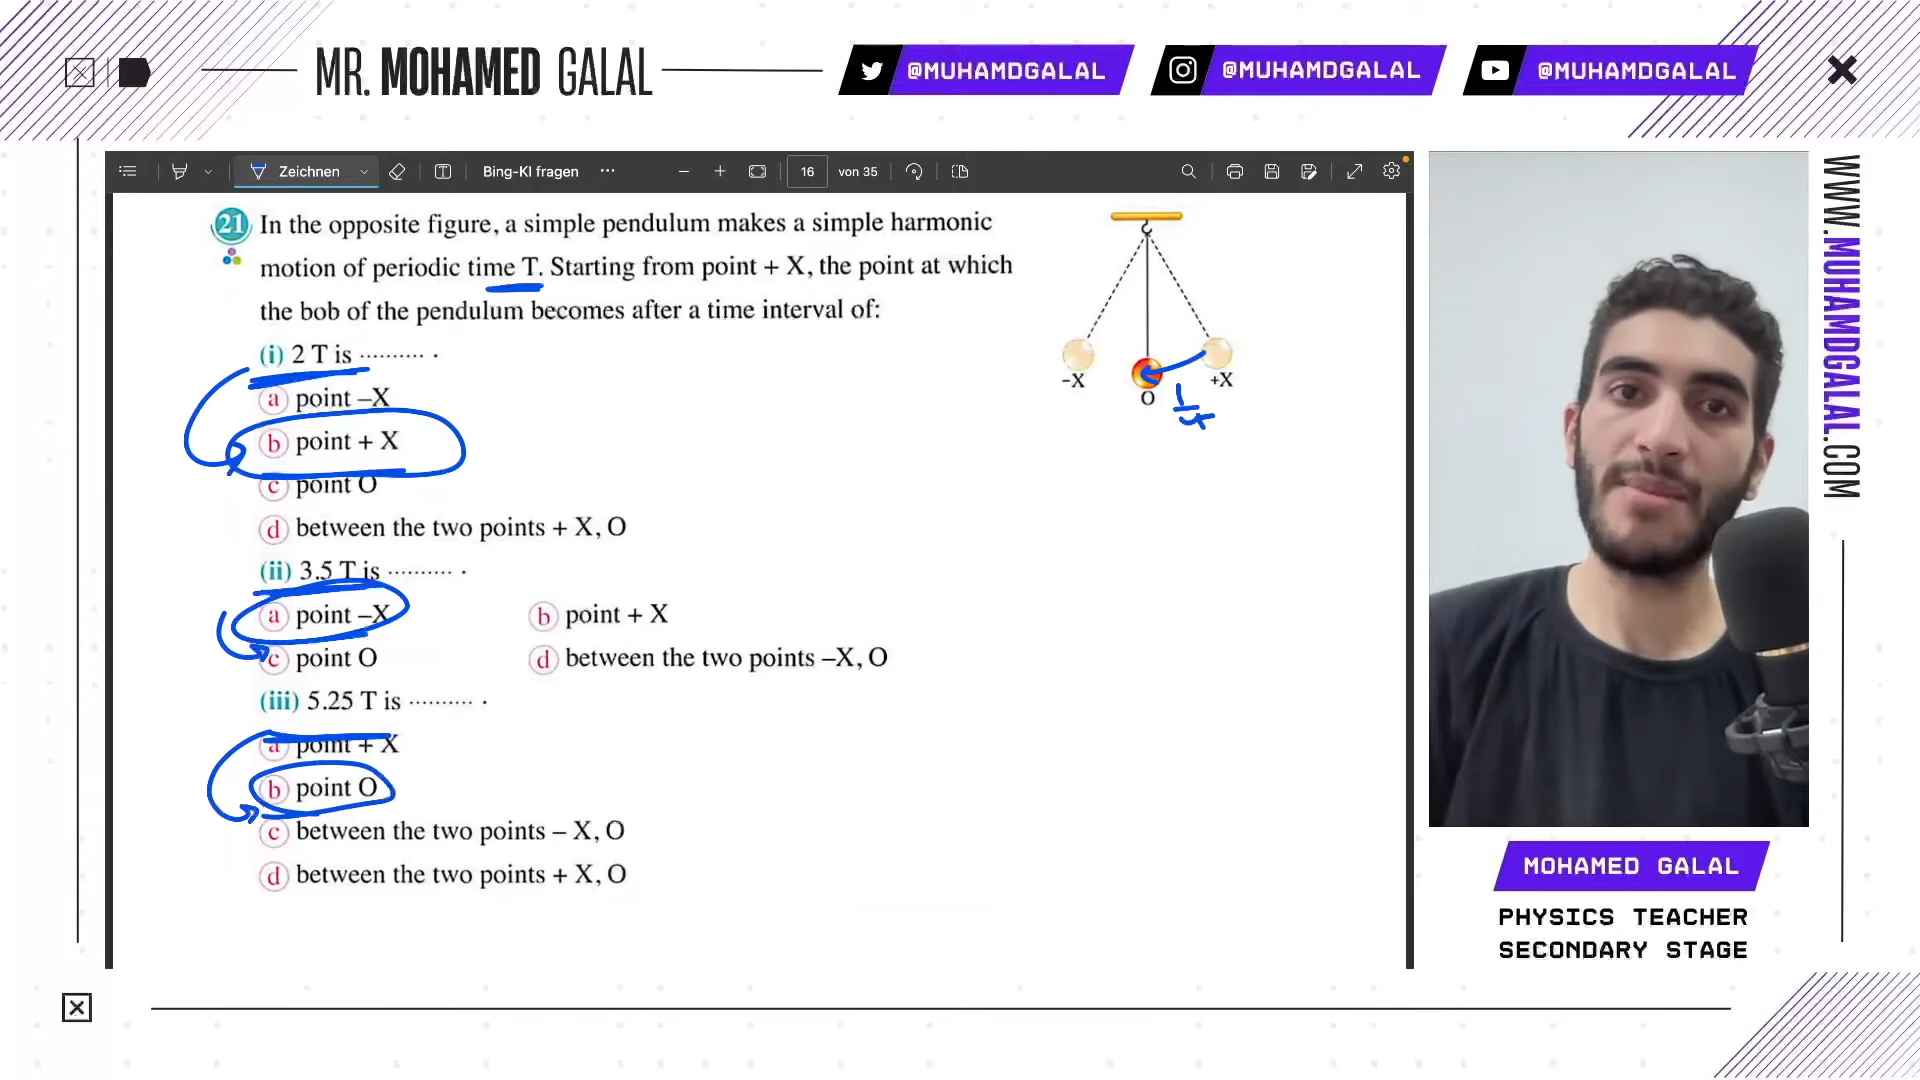 MR. MOHAMED GALAL
@MUHAMDGALAL
@MUHAMDGALAL
@MUHAMDGALAL
Zeichnen
Bing-KI fragen
16
von 35
21 In the opposite figure, a simple pendulum makes a simple harmonic
motion of periodic time T. Starting from point + X, the point at which
the bob of the pendulum becomes after a time interval of:
(i) 2 T is .......... .
a point –X
b point + X
c point O
d between the two points + X, O
(ii) 3.5 T is .......... .
a point –X
b point + X
c point O
d between the two points –X, O
(iii) 5.25 T is .......... .
a point + X
b point O
c between the two points – X, O
d between the two points + X, O
-X
O
+X
1/4
WWW.MUHAMDGALAL.COM
MOHAMED GALAL
PHYSICS TEACHER
SECONDARY STAGE